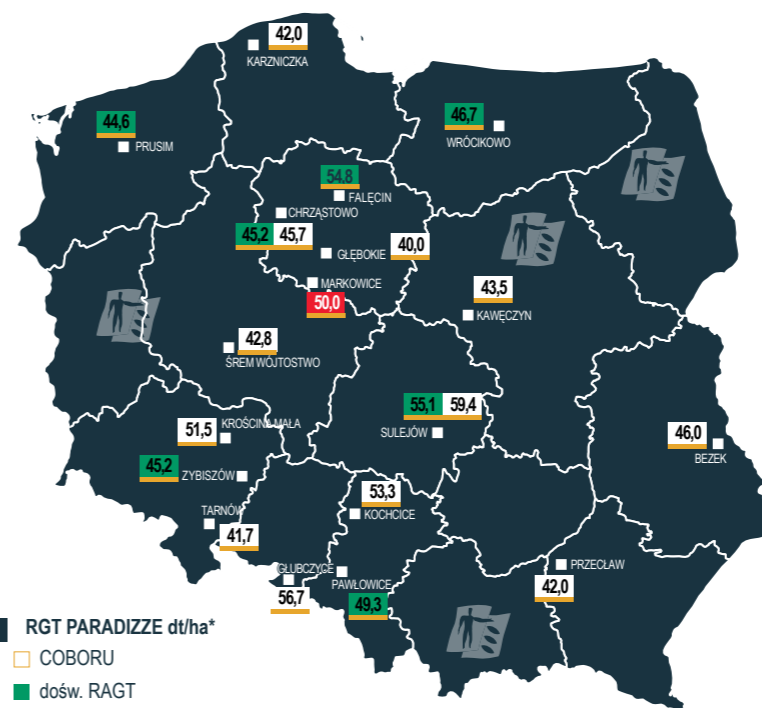 42,0
KARZNICZKA
44,6
PRUSIM
46,7
WRÓCIKOWO
54,8
FALĘCIN
CHRZĄSTOWO
45,2 45,7
GŁĘBOKIE
40,0
MARKOWICE
50,0
43,5
KAWĘCZYN
42,8
ŚREM WÓJTOSTWO
55,1 59,4
SULEJÓW
51,5
KROŚCINA MAŁA
46,0
BEZEK
45,2
ZYBISZÓW
53,3
KOCHCICE
TARNÓW
41,7
GŁUBCZYCE
56,7
PAWŁOWICE
49,3
PRZECŁAW
42,0
RGT PARADIZZE dt/ha*
COBORU
dośw. RAGT